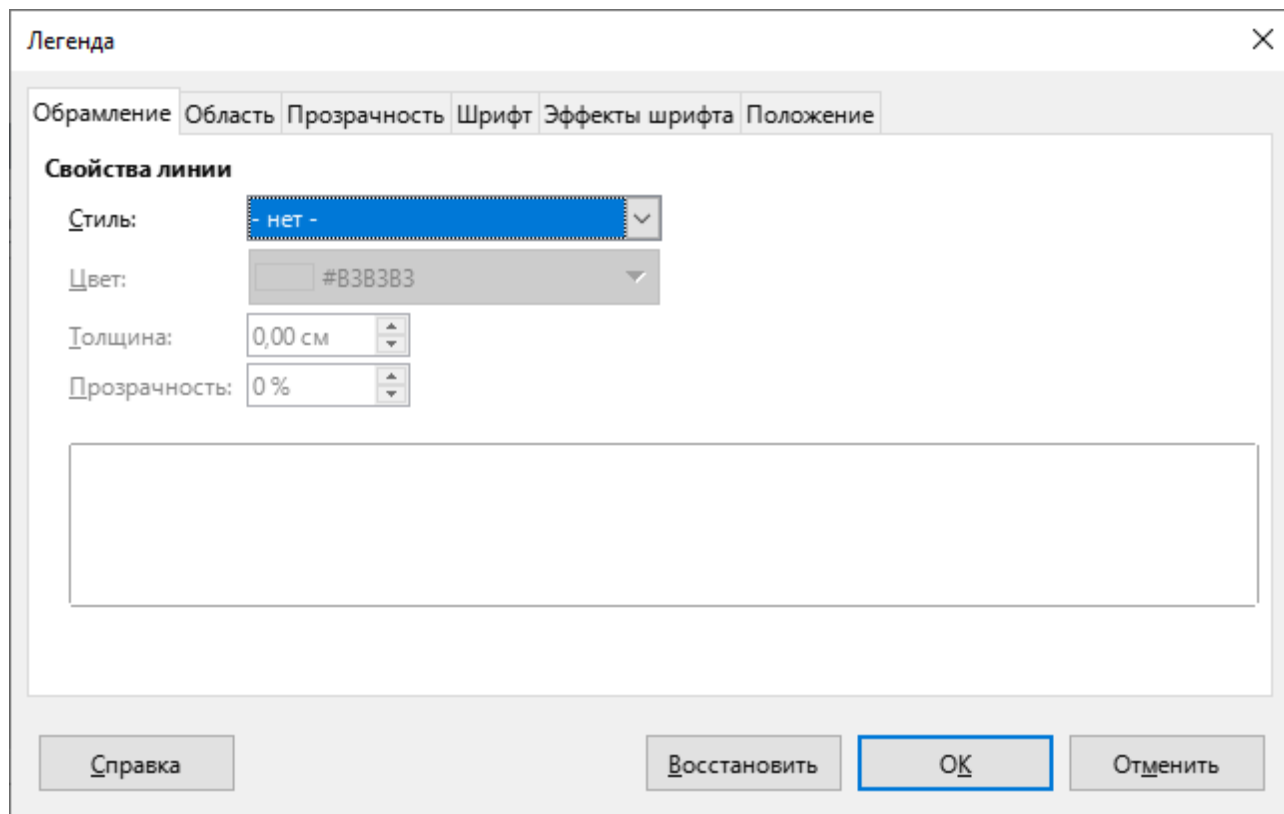 Легенда
Обрамление Область Прозрачность Шрифт Эффекты шрифта Положение
Свойства линии
Стиль: - нет -
Цвет: #B3B3B3
Толщина: 0,00 см
Прозрачность: 0 %
Справка Восстановить ОК Отменить